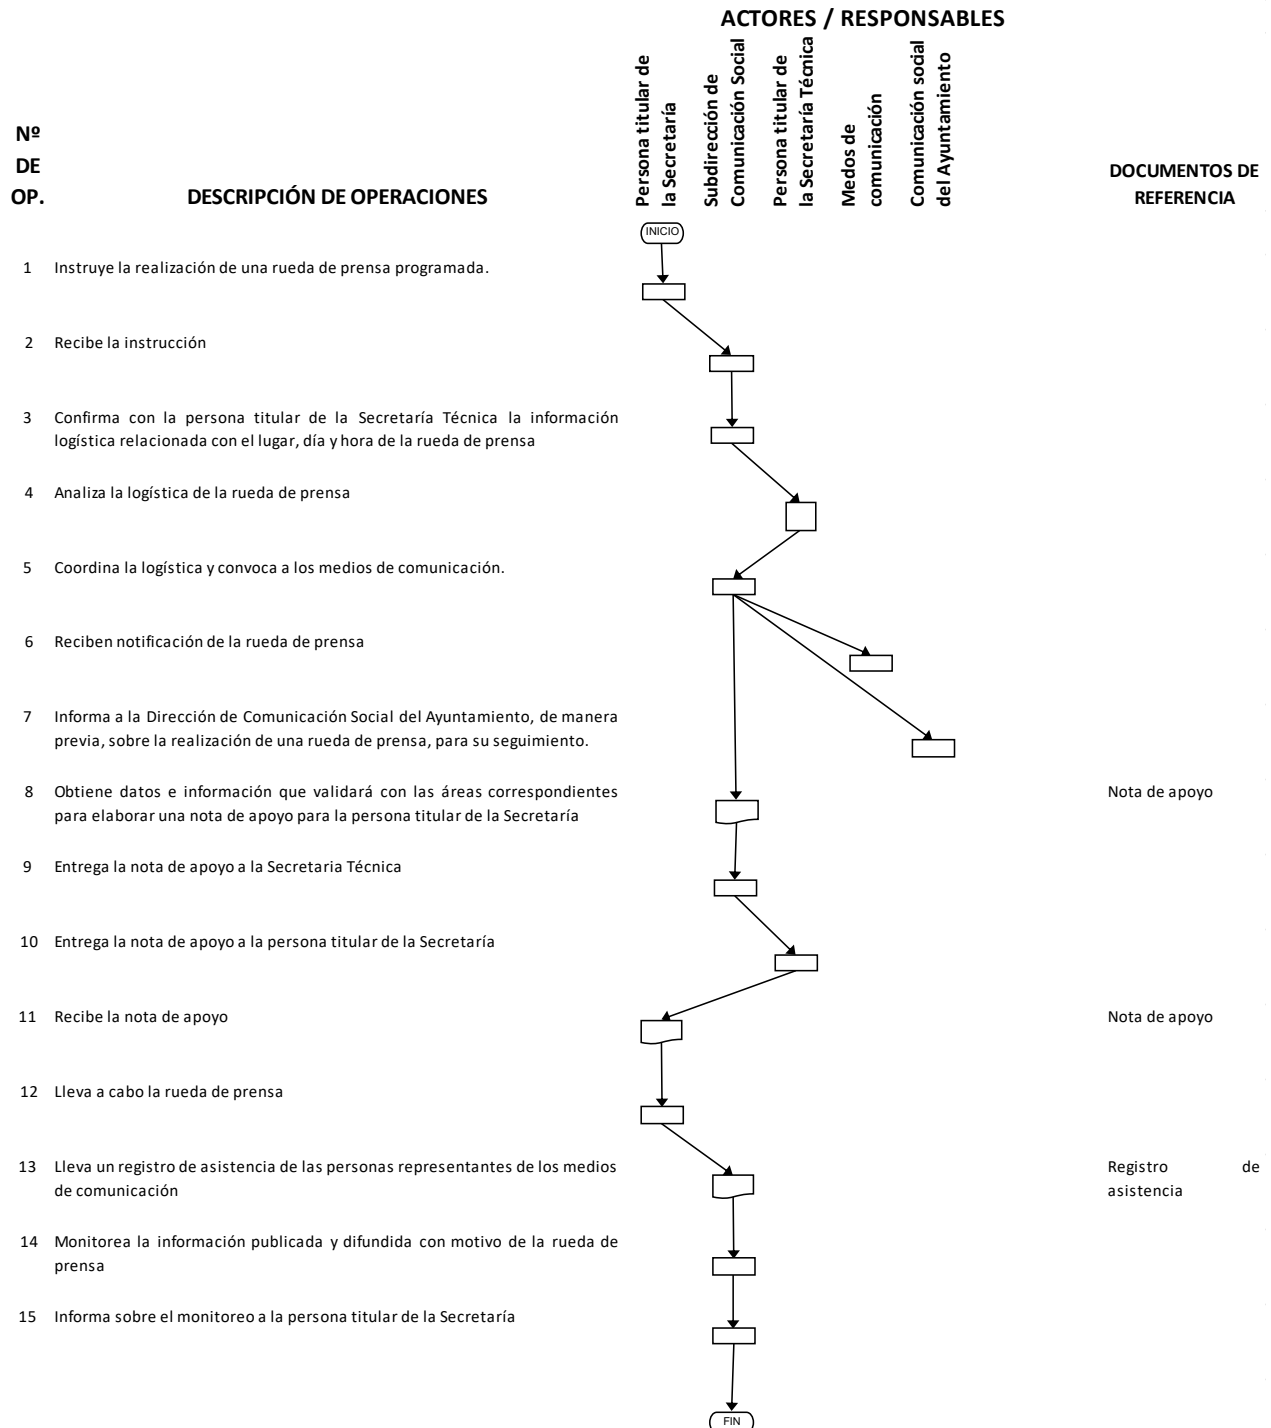 ACTORES / RESPONSABLES
Nº
DE
OP.
DESCRIPCIÓN DE OPERACIONES
Persona titular de
la Secretaría
Subdirección de
Comunicación Social
Persona titular de
la Secretaría Técnica
Medos de
comunicación
Comunicación social
del Ayuntamiento
DOCUMENTOS DE
REFERENCIA
INICIO
1 Instruye la realización de una rueda de prensa programada.
2 Recibe la instrucción
3 Confirma con la persona titular de la Secretaría Técnica la información
logística relacionada con el lugar, día y hora de la rueda de prensa
4 Analiza la logística de la rueda de prensa
5 Coordina la logística y convoca a los medios de comunicación.
6 Reciben notificación de la rueda de prensa
7 Informa a la Dirección de Comunicación Social del Ayuntamiento, de manera
previa, sobre la realización de una rueda de prensa, para su seguimiento.
8 Obtiene datos e información que validará con las áreas correspondientes
para elaborar una nota de apoyo para la persona titular de la Secretaría
Nota de apoyo
9 Entrega la nota de apoyo a la Secretaria Técnica
10 Entrega la nota de apoyo a la persona titular de la Secretaría
11 Recibe la nota de apoyo
Nota de apoyo
12 Lleva a cabo la rueda de prensa
13 Lleva un registro de asistencia de las personas representantes de los medios
de comunicación
Registro de
asistencia
14 Monitorea la información publicada y difundida con motivo de la rueda de
prensa
15 Informa sobre el monitoreo a la persona titular de la Secretaría
FIN